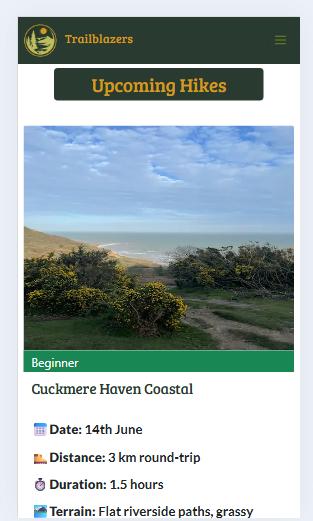 Trailblazers
Upcoming Hikes
Beginner
Cuckmere Haven Coastal
Date: 14th June
Distance: 3 km round-trip
Duration: 1.5 hours
Terrain: Flat riverside paths, grassy